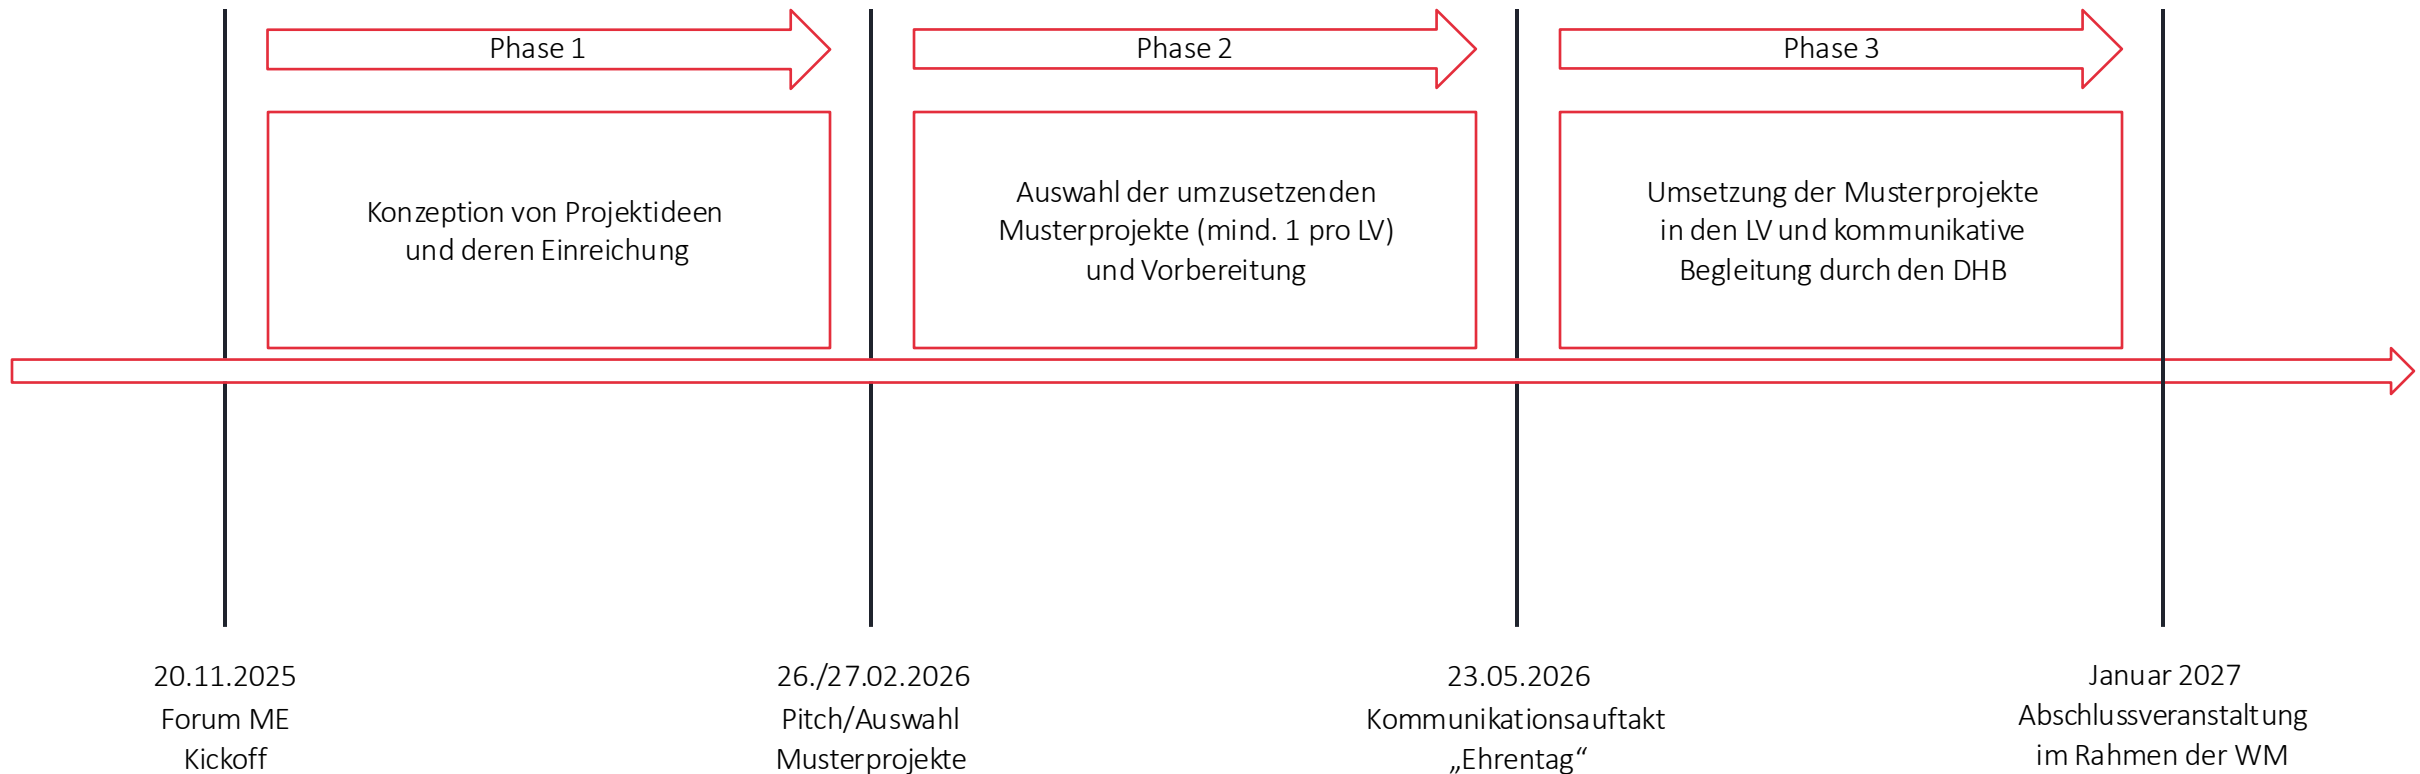 Phase 1
Phase 2
Phase 3
Konzeption von Projektideen
und deren Einreichung
Auswahl der umzusetzenden
Musterprojekte (mind. 1 pro LV)
und Vorbereitung
Umsetzung der Musterprojekte
in den LV und kommunikative
Begleitung durch den DHB
20.11.2025
Forum ME
Kickoff
26./27.02.2026
Pitch/Auswahl
Musterprojekte
23.05.2026
Kommunikationsauftakt
„Ehrentag“
Januar 2027
Abschlussveranstaltung
im Rahmen der WM